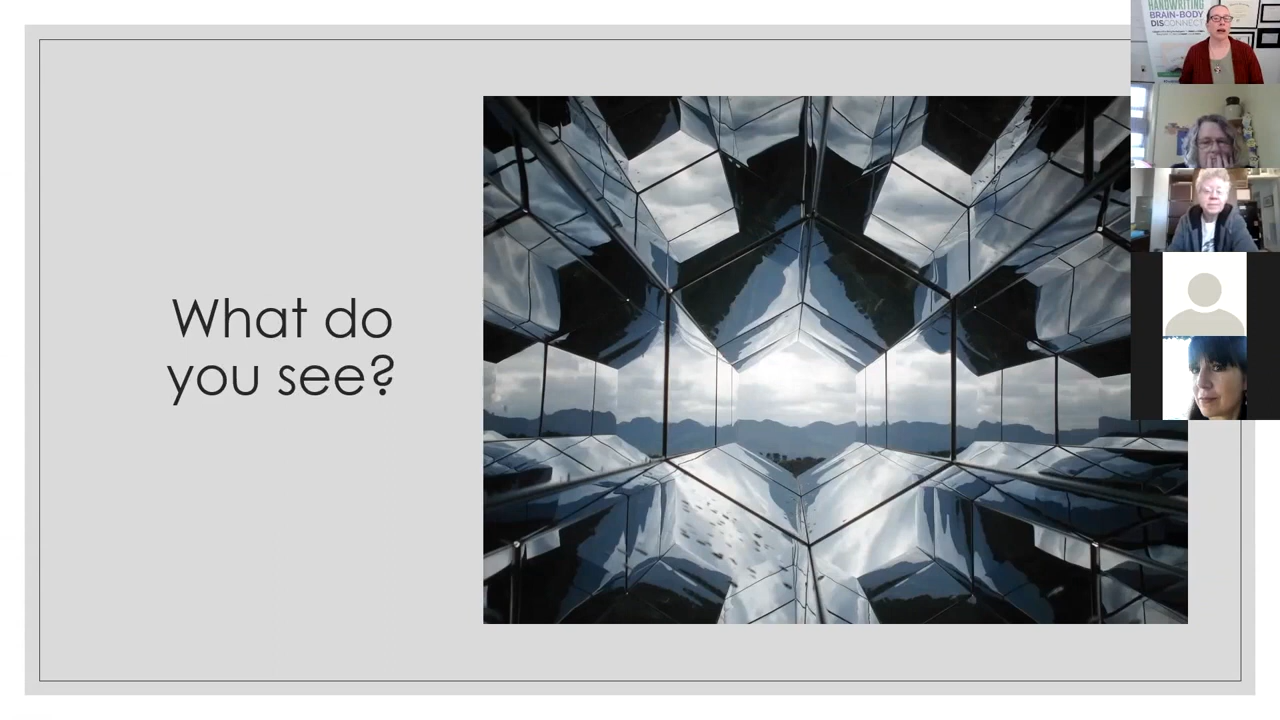 What do
you see?
HANDWRITING
BRAIN-BODY
DISCONNECT